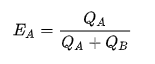 $E_A = \frac{Q_A}{Q_A + Q_B}$